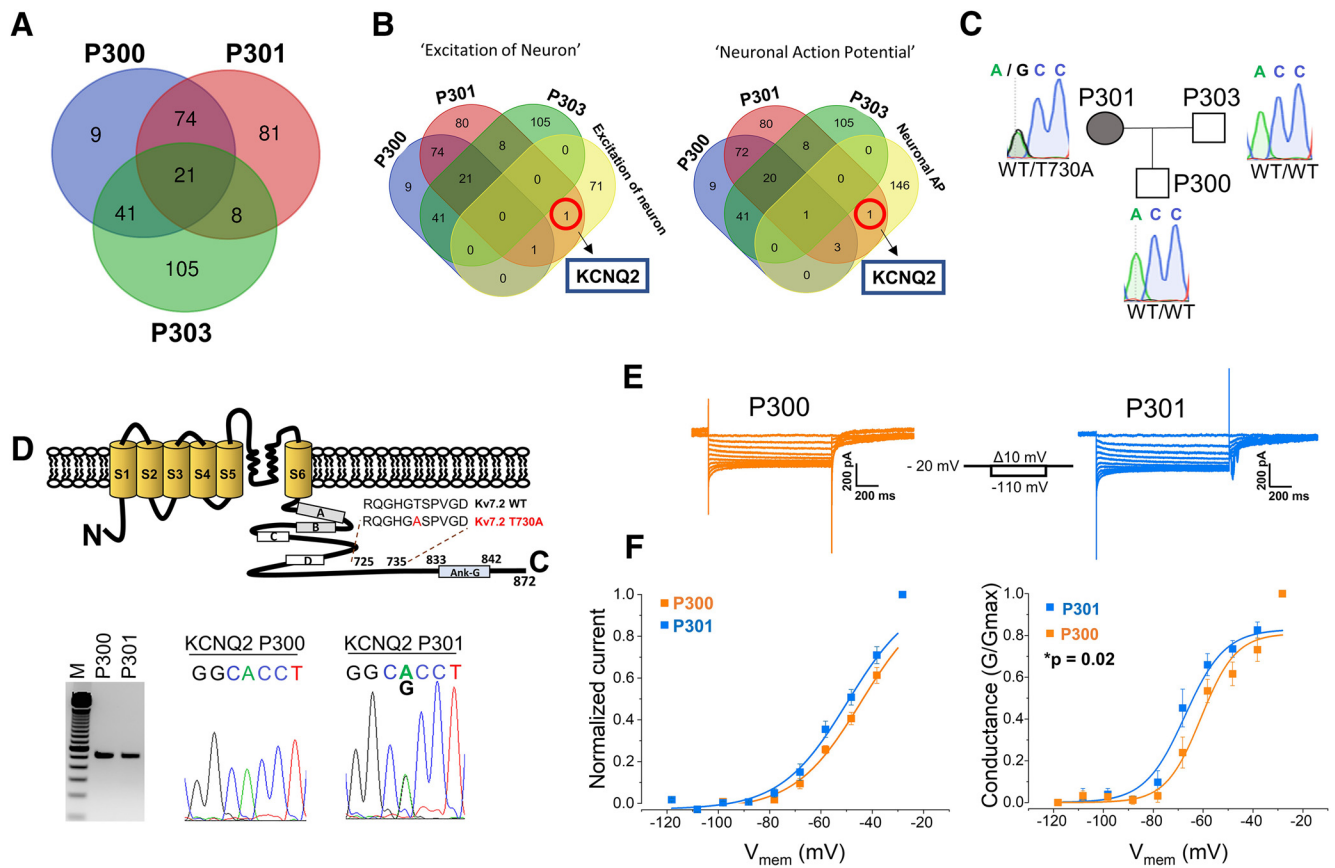 A
P300
P301
9
74
81
21
41
8
105
P303
B
'Excitation of Neuron'
P300
P301
P303
Excitation of neuron
9
74
80
8
105
0
71
21
0
41
0
1
0
1
0
KCNQ2
'Neuronal Action Potential'
P300
P301
P303
Neuronal AP
9
72
80
8
105
0
146
20
0
41
1
1
0
3
0
KCNQ2
C
A / G C C
P301
WT/T730A
P303
A C C
WT/WT
P300
A C C
WT/WT
D
S1 S2 S3 S4 S5 S6
N
A
B
C
D
RQGHGTSPVGD Kv7.2 WT
RQGHGASPVGD Kv7.2 T730A
725 735 833 842
Ank-G
C
872
M P300 P301
KCNQ2 P300
GGCACCT
KCNQ2 P301
GGCACCT
G
E
P300
200 pA
200 ms
- 20 mV
Δ10 mV
-110 mV
P301
200 pA
200 ms
F
Normalized current
1.0
0.8
0.6
0.4
0.2
0.0
P300
P301
-120 -100 -80 -60 -40 -20
Vmem (mV)
Conductance (G/Gmax)
1.0
0.8
0.6
0.4
0.2
0.0
P301
P300
*p = 0.02
-120 -100 -80 -60 -40 -20
Vmem (mV)